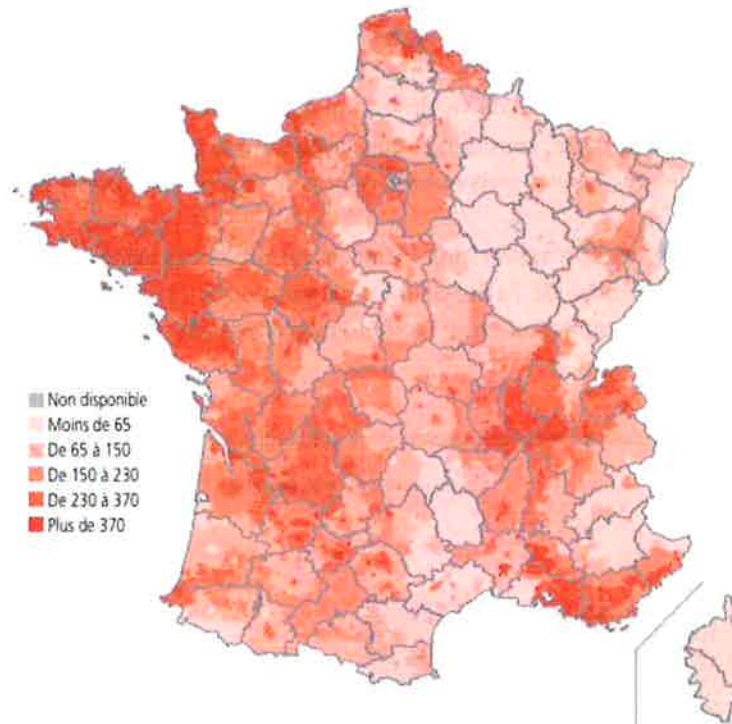 Non disponible
Moins de 65
De 65 à 150
De 150 à 230
De 230 à 370
Plus de 370